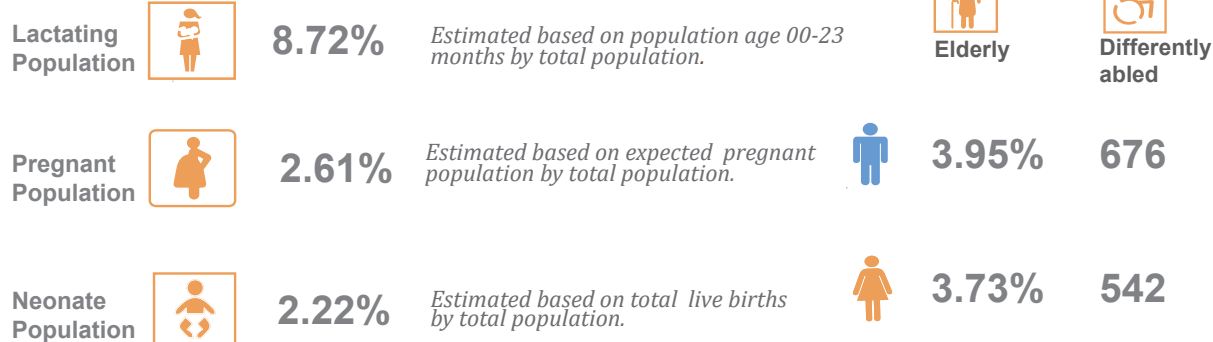 Lactating
Population
8.72%
Estimated based on population age 00-23
months by total population.
Pregnant
Population
2.61%
Estimated based on expected pregnant
population by total population.
Neonate
Population
2.22%
Estimated based on total live births
by total population.
Elderly
Differently
abled
3.95%
676
3.73%
542